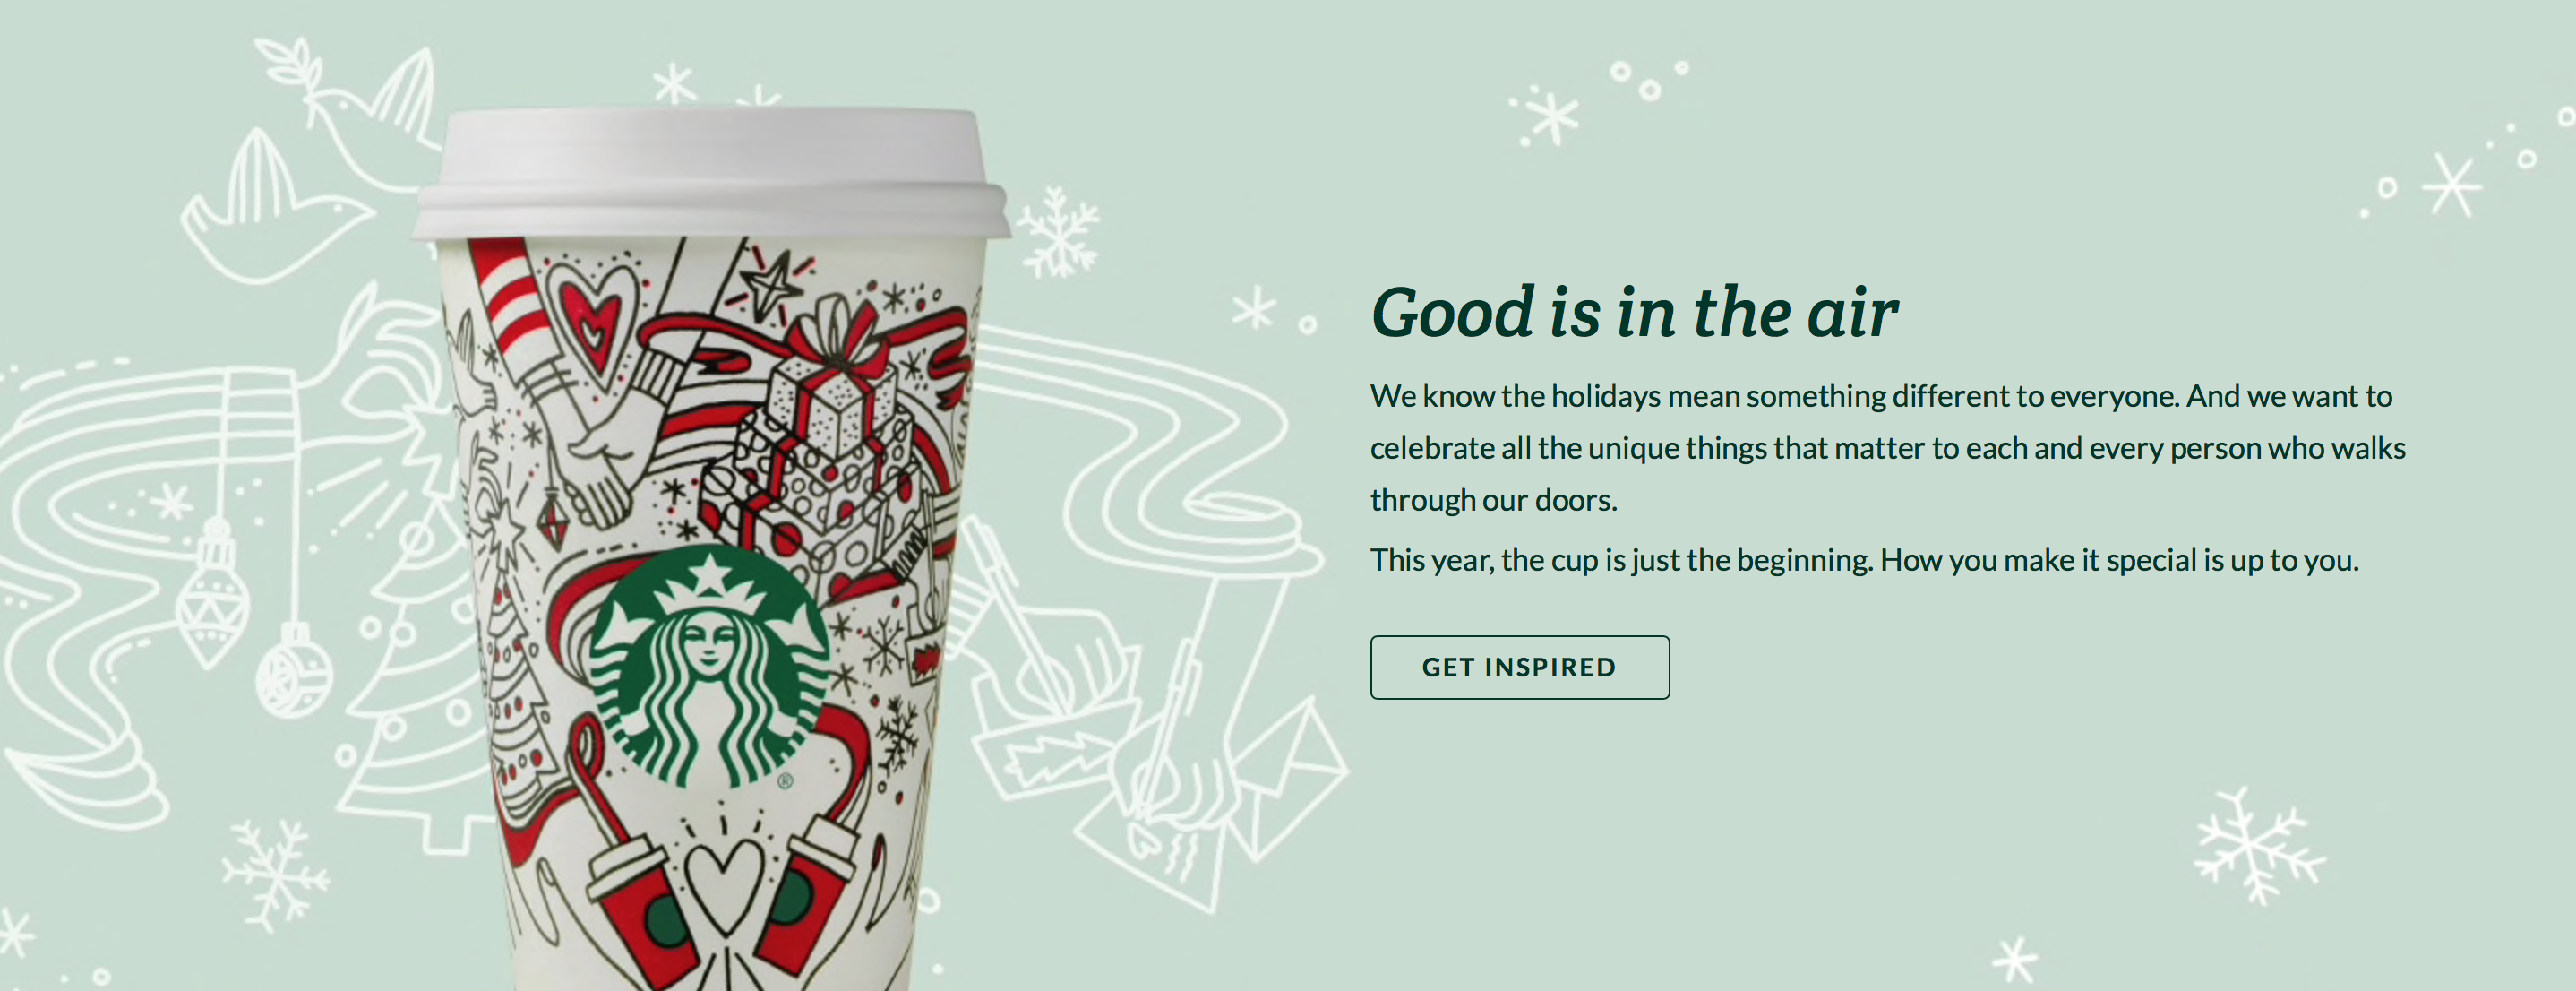 Good is in the air
We know the holidays mean something different to everyone. And we want to
celebrate all the unique things that matter to each and every person who walks
through our doors.
This year, the cup is just the beginning. How you make it special is up to you.
GET INSPIRED
®